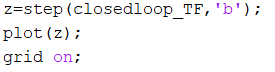 z=step(closedloop_TF,'b');
plot(z);
grid on;